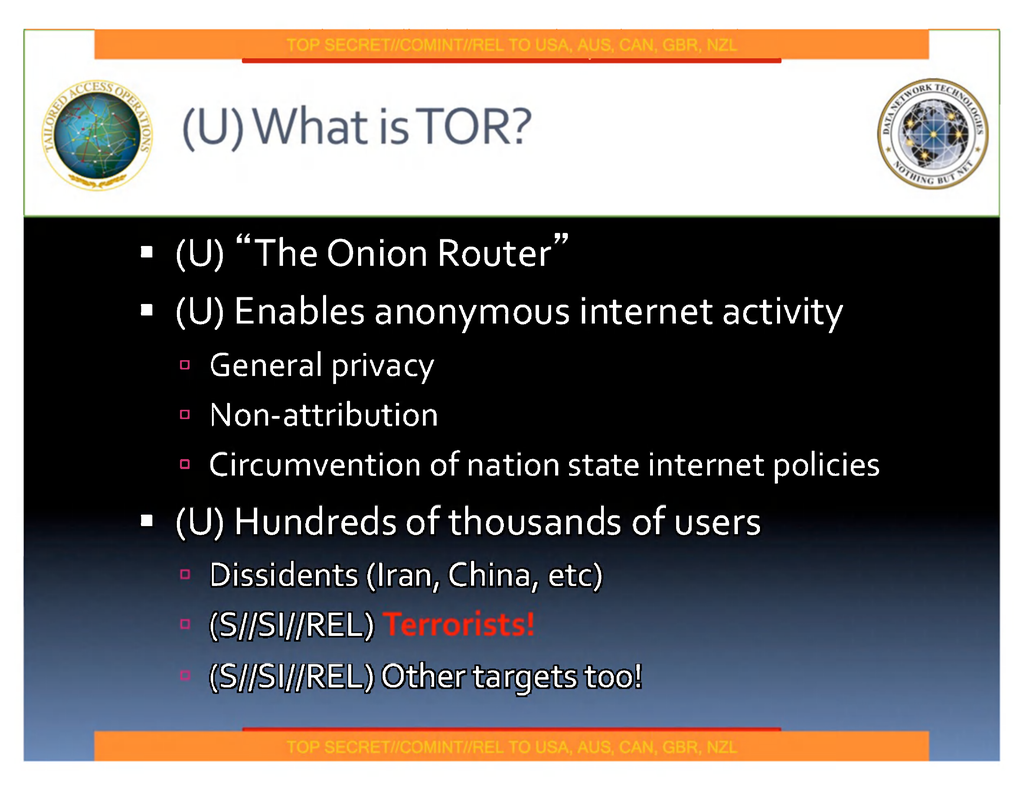 TOP SECRET//COMINT//REL TO USA, AUS, CAN, GBR, NZL
TAILORED ACCESS OPERATIONS
(U) What is TOR?
DATA NETWORK TECHNOLOGIES
NOTHING BUT NET
(U) “The Onion Router”
(U) Enables anonymous internet activity
General privacy
Non-attribution
Circumvention of nation state internet policies
(U) Hundreds of thousands of users
Dissidents (Iran, China, etc)
(S//SI//REL) Terrorists!
(S//SI//REL) Other targets too!
TOP SECRET//COMINT//REL TO USA, AUS, CAN, GBR, NZL